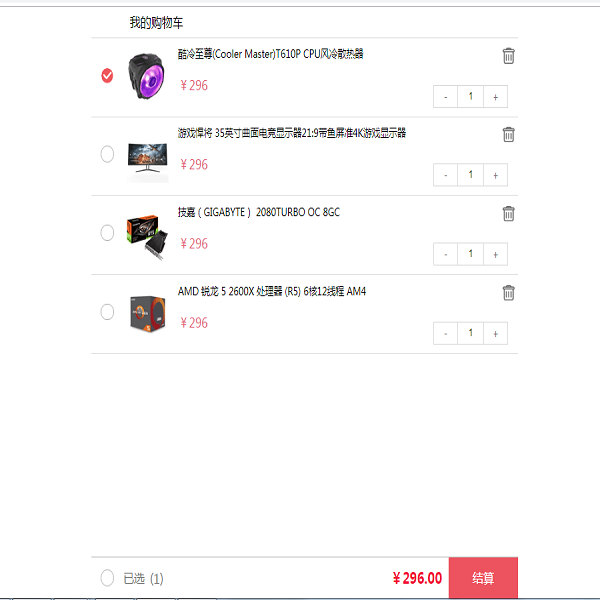 我的购物车
酷冷至尊(Cooler Master)T610P CPU风冷散热器
¥296
- 1 +
游戏悍将 35英寸曲面电竞显示器21:9带鱼屏准4K游戏显示器
¥296
- 1 +
技嘉（GIGABYTE） 2080TURBO OC 8GC
¥296
- 1 +
AMD 锐龙 5 2600X 处理器 (R5) 6核12线程 AM4
¥296
- 1 +
已选 (1) ¥296.00 结算